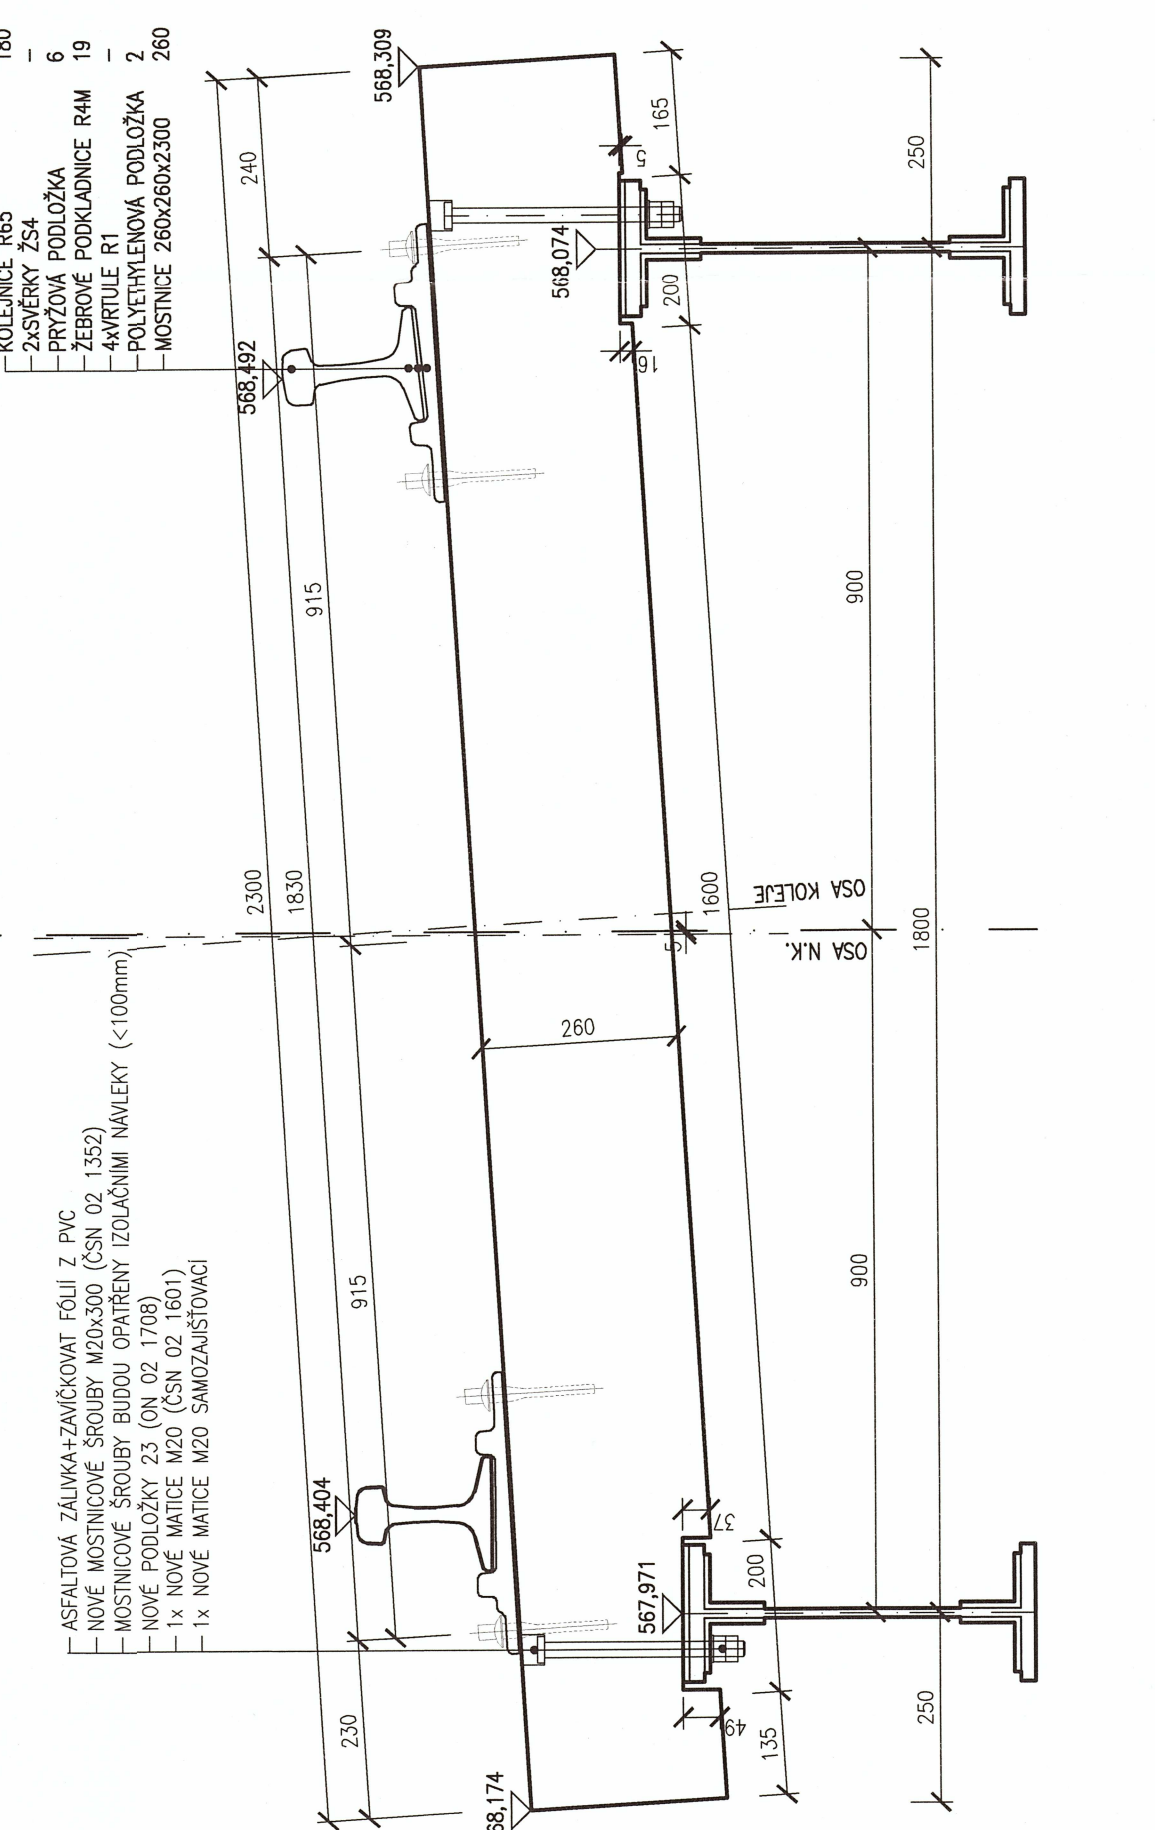 KOLEJNICE R65 180
2xSVĚRKY ŽS4 –
PRYŽOVÁ PODLOŽKA 6
ŽEBROVÉ PODKLADNICE R4M 19
4xVRTULE R1 –
POLYETHYLENOVÁ PODLOŽKA 2
MOSTNICE 260x260x2300 260
ASFALTOVÁ ZÁLIVKA+ZAVÍČKOVAT FÓLIÍ Z PVC
NOVÉ MOSTNICOVÉ ŠROUBY M20x300 (ČSN 02 1352)
MOSTNICOVÉ ŠROUBY BUDOU OPATŘENY IZOLAČNÍMI NÁVLEKY (<100mm)
NOVÉ PODLOŽKY 23 (ON 02 1708)
1x NOVÉ MATICE M20 (ČSN 02 1601)
1x NOVÉ MATICE M20 SAMOZAJIŠŤOVACÍ
2300
240
1830
230
915
915
568,492
568,404
568,309
68,174
260
568,074
567,971
5
16
5
37
49
165
200
1600
200
135
OSA KOLEJE
OSA N.K.
900
900
250
1800
250